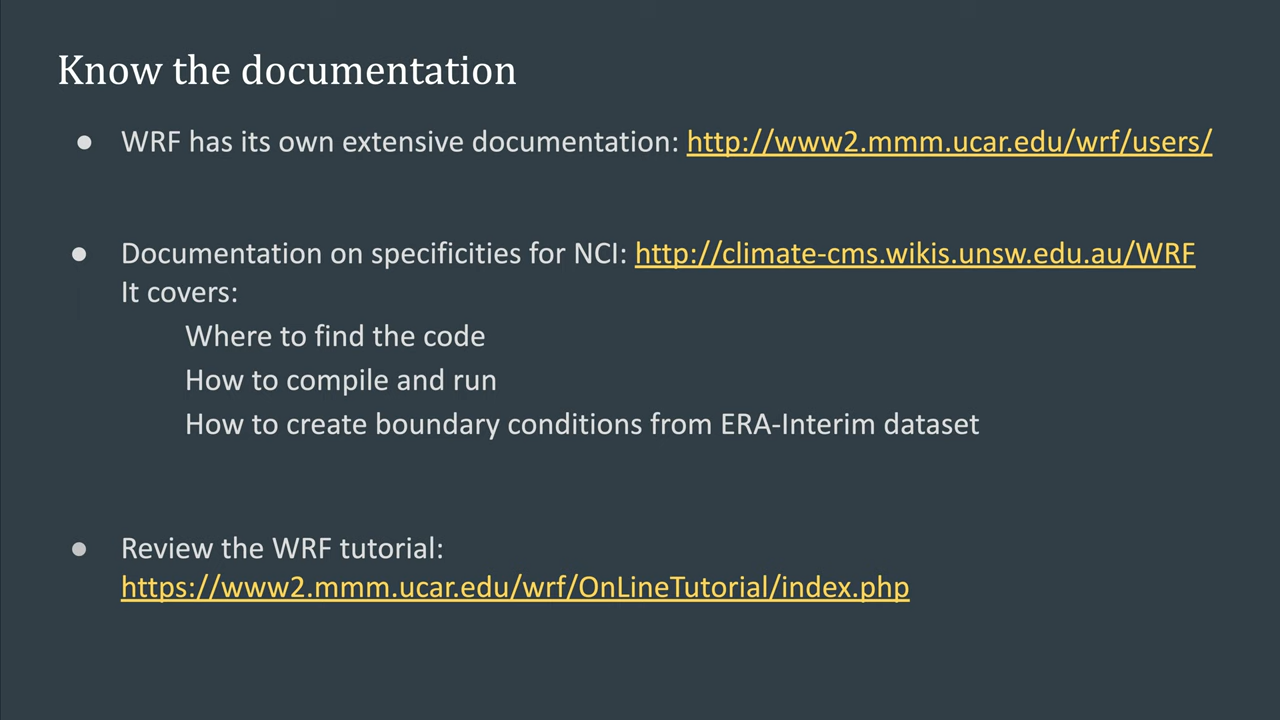 Know the documentation
● WRF has its own extensive documentation: http://www2.mmm.ucar.edu/wrf/users/
● Documentation on specificities for NCI: http://climate-cms.wikis.unsw.edu.au/WRF
It covers:
Where to find the code
How to compile and run
How to create boundary conditions from ERA-Interim dataset
● Review the WRF tutorial:
https://www2.mmm.ucar.edu/wrf/OnLineTutorial/index.php